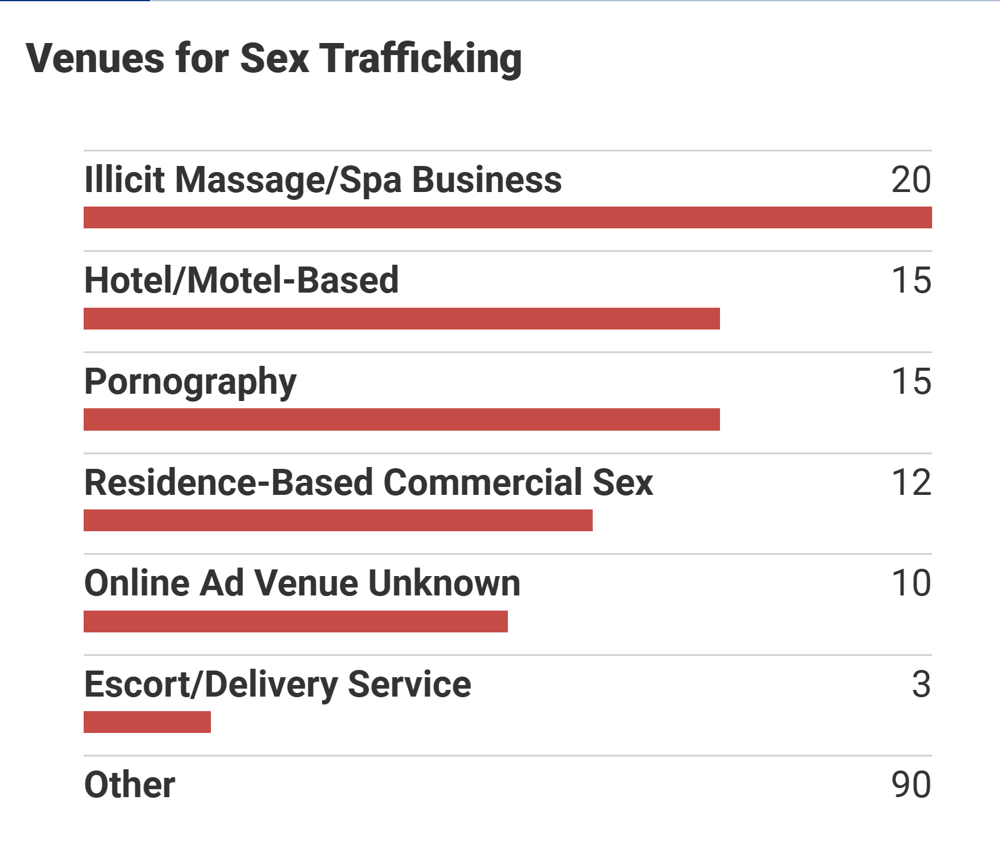 Venues for Sex Trafficking
Illicit Massage/Spa Business 20
Hotel/Motel-Based 15
Pornography 15
Residence-Based Commercial Sex 12
Online Ad Venue Unknown 10
Escort/Delivery Service 3
Other 90